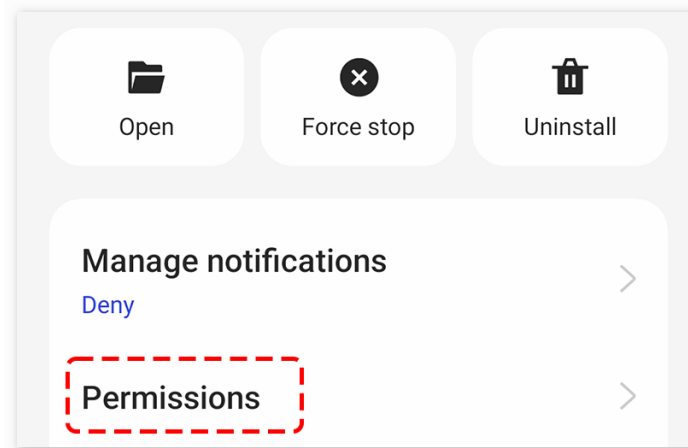 Open
Force stop
Uninstall
Manage notifications
Deny
Permissions